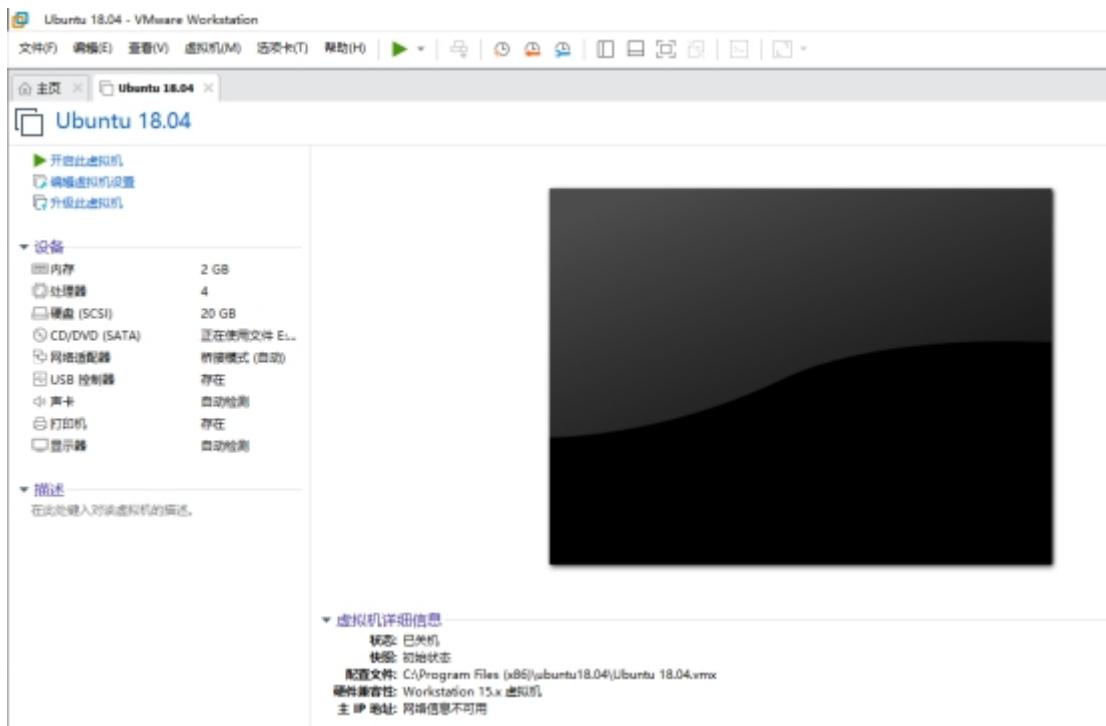 Ubuntu 18.04 - VMware Workstation
文件(F) 编辑(E) 查看(V) 虚拟机(M) 选项卡(T) 帮助(H)
主页 Ubuntu 18.04
Ubuntu 18.04
开启此虚拟机
编辑虚拟机设置
升级此虚拟机
设备
内存 2 GB
处理器 4
硬盘 (SCSI) 20 GB
CD/DVD (SATA) 正在使用文件 E:...
网络适配器 桥接模式 (自动)
USB 控制器 存在
声卡 自动检测
打印机 存在
显示器 自动检测
描述
在此处键入对该虚拟机的描述。
虚拟机详细信息
状态: 已关机
快照: 初始状态
配置文件: C:\Program Files (x86)\ubuntu18.04\Ubuntu 18.04.vmx
硬件兼容性: Workstation 15.x 虚拟机
主 IP 地址: 网络信息不可用